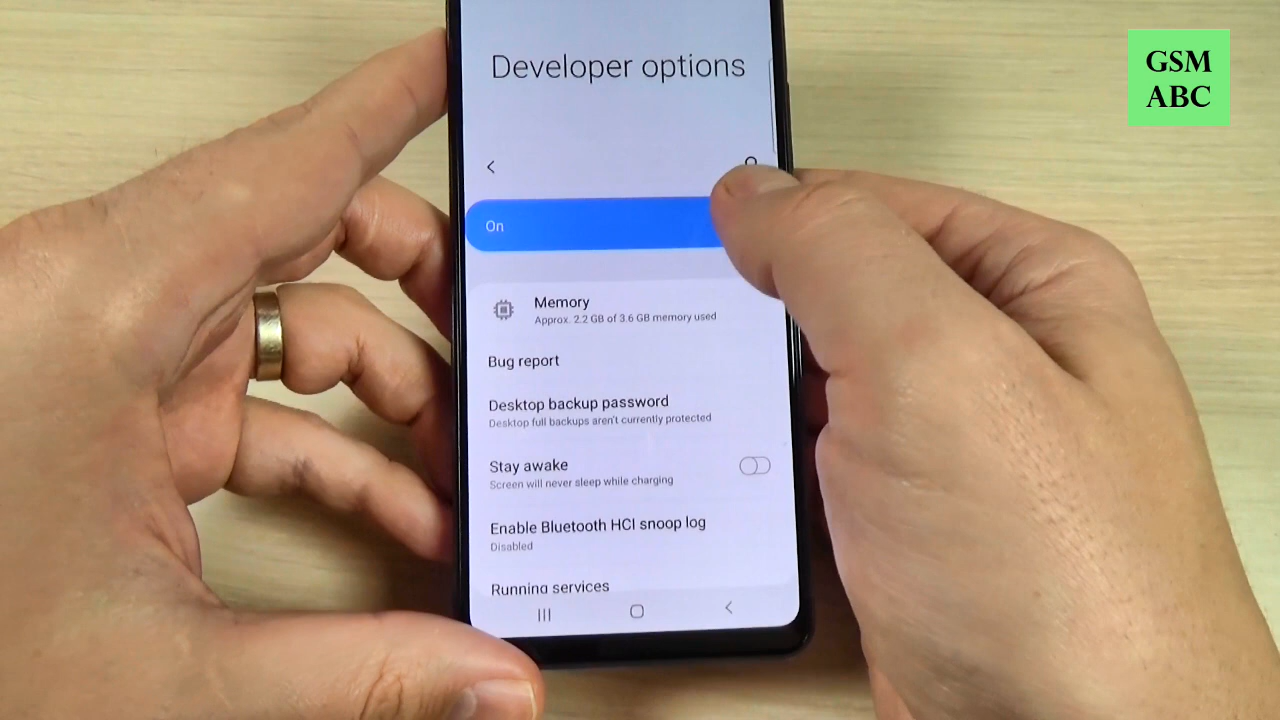 Developer options
GSM
ABC
On
Memory
Approx. 2.2 GB of 3.6 GB memory used
Bug report
Desktop backup password
Desktop full backups aren't currently protected
Stay awake
Screen will never sleep while charging
Enable Bluetooth HCI snoop log
Disabled
Running services